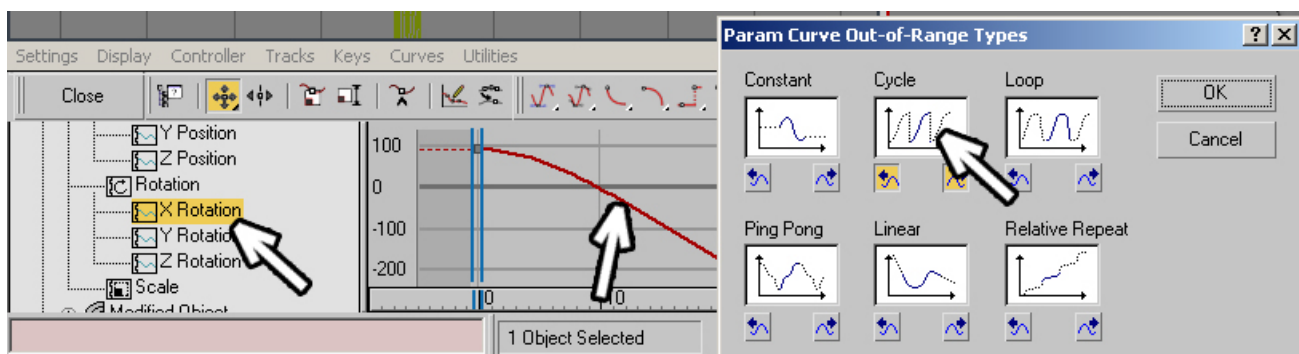 Param Curve Out-of-Range Types
Settings Display Controller Tracks Keys Curves Utilities
Close
Y Position
Z Position
Rotation
X Rotation
Y Rotatio
Z Rotation
Scale
Modified Object
100
0
-100
-200
0
10
1 Object Selected
Constant Cycle Loop
OK
Cancel
Ping Pong Linear Relative Repeat